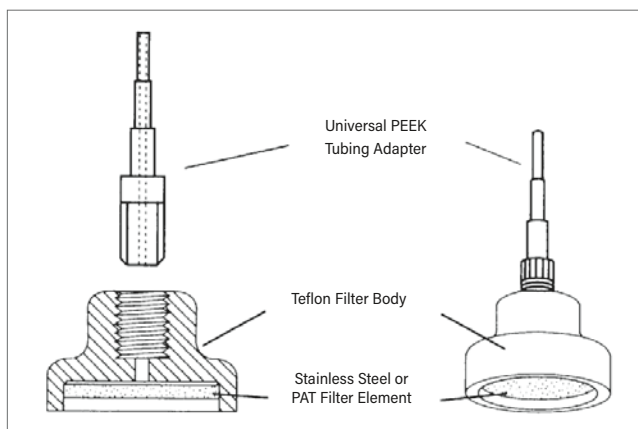 Universal PEEK
Tubing Adapter
Teflon Filter Body
Stainless Steel or
PAT Filter Element